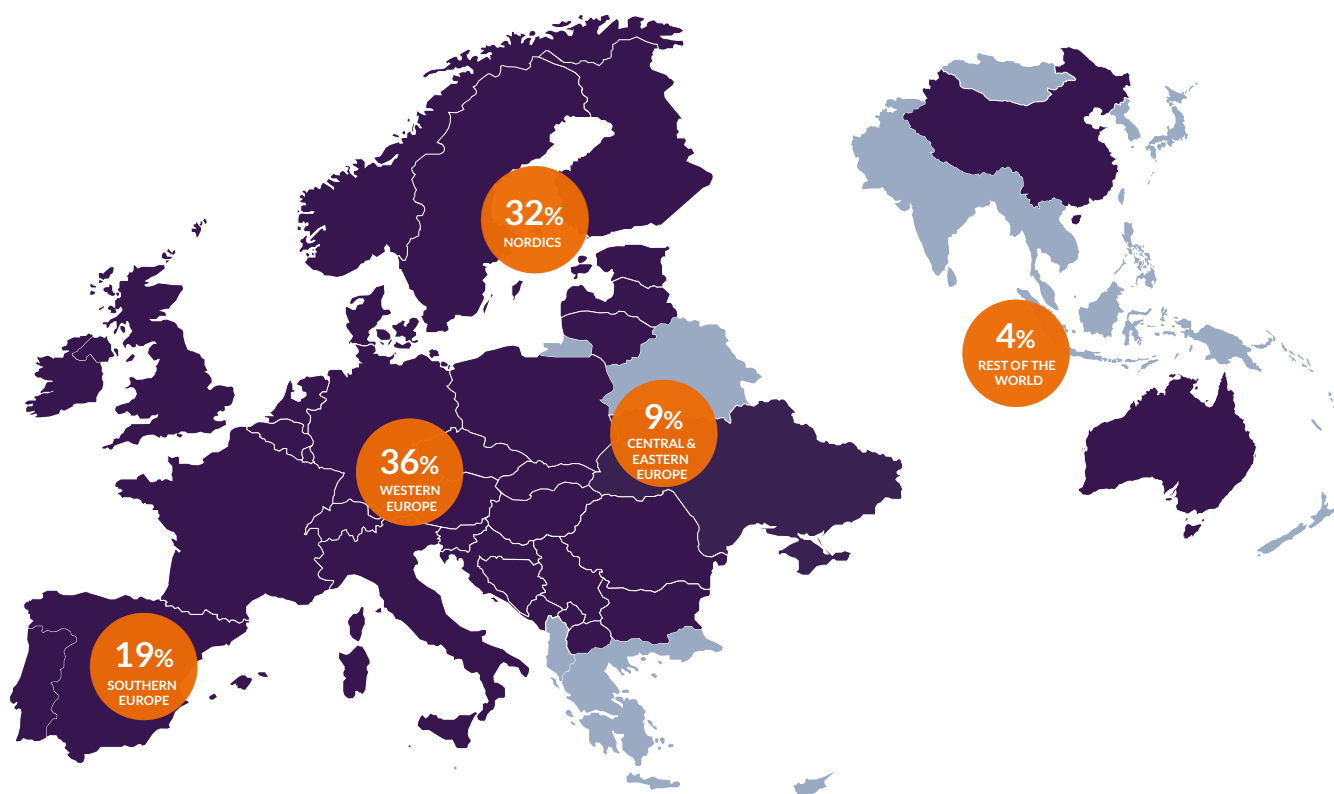 32%
NORDICS
4%
REST OF THE
WORLD
9%
CENTRAL &
EASTERN
EUROPE
36%
WESTERN
EUROPE
19%
SOUTHERN
EUROPE